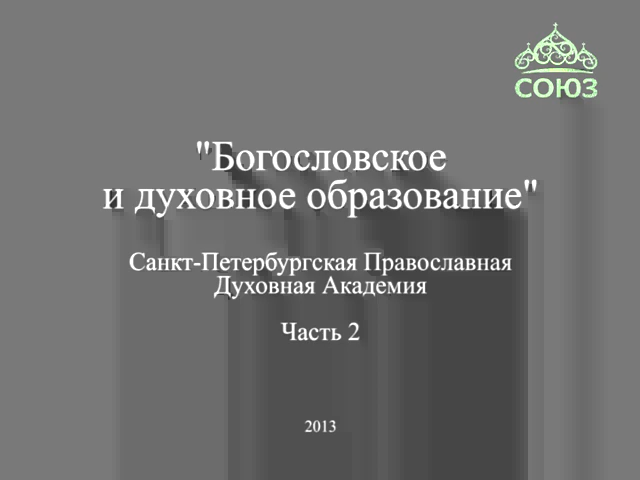 СОЮЗ
"Богословское
и духовное образование"
Санкт-Петербургская Православная
Духовная Академия
Часть 2
2013